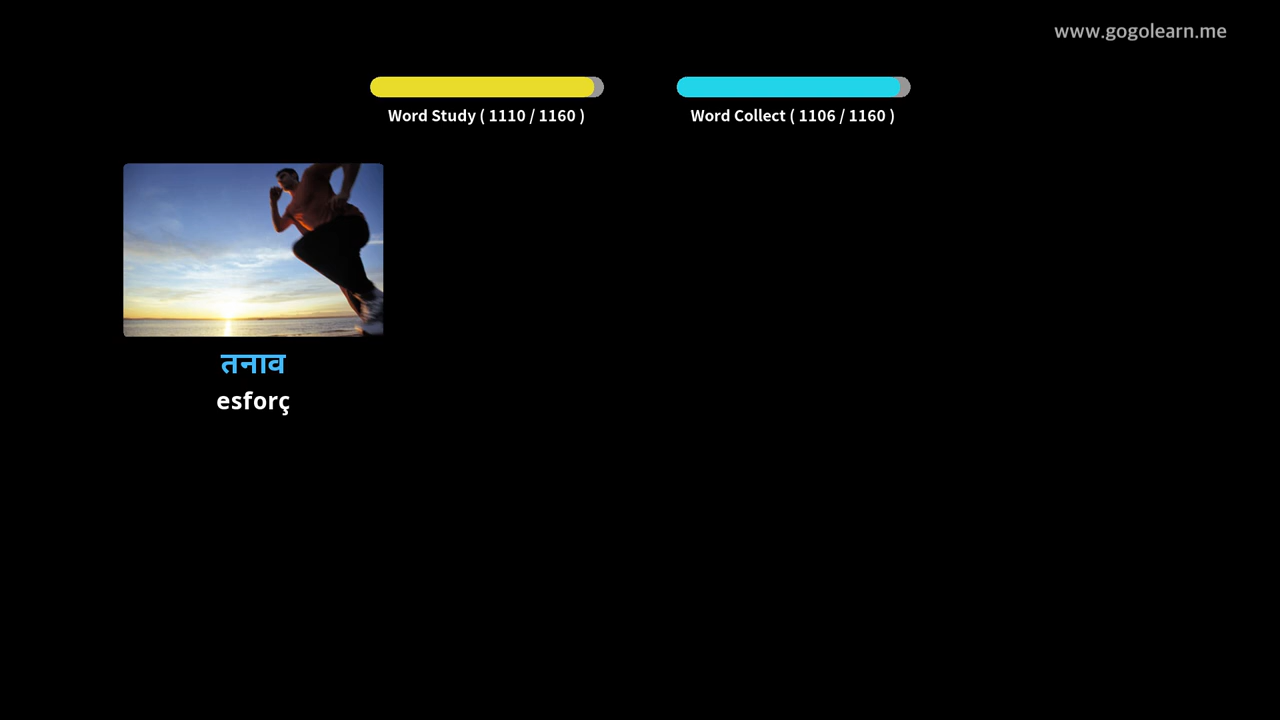 www.gogolearn.me
Word Study ( 1110 / 1160 )
Word Collect ( 1106 / 1160 )
तनाव
esforç